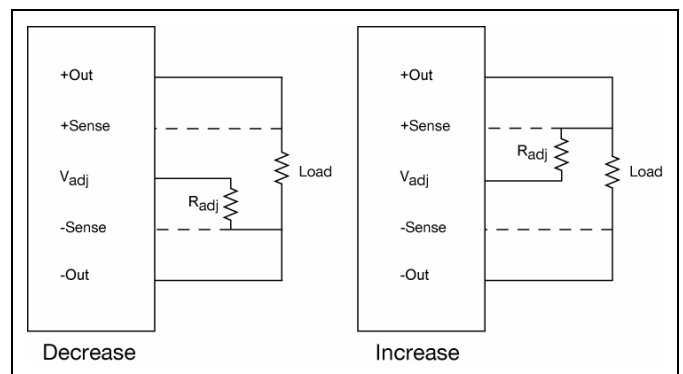 +Out
+Sense
Vadj
Radj
Load
-Sense
-Out
Decrease
+Out
+Sense
Radj
Vadj
Load
-Sense
-Out
Increase